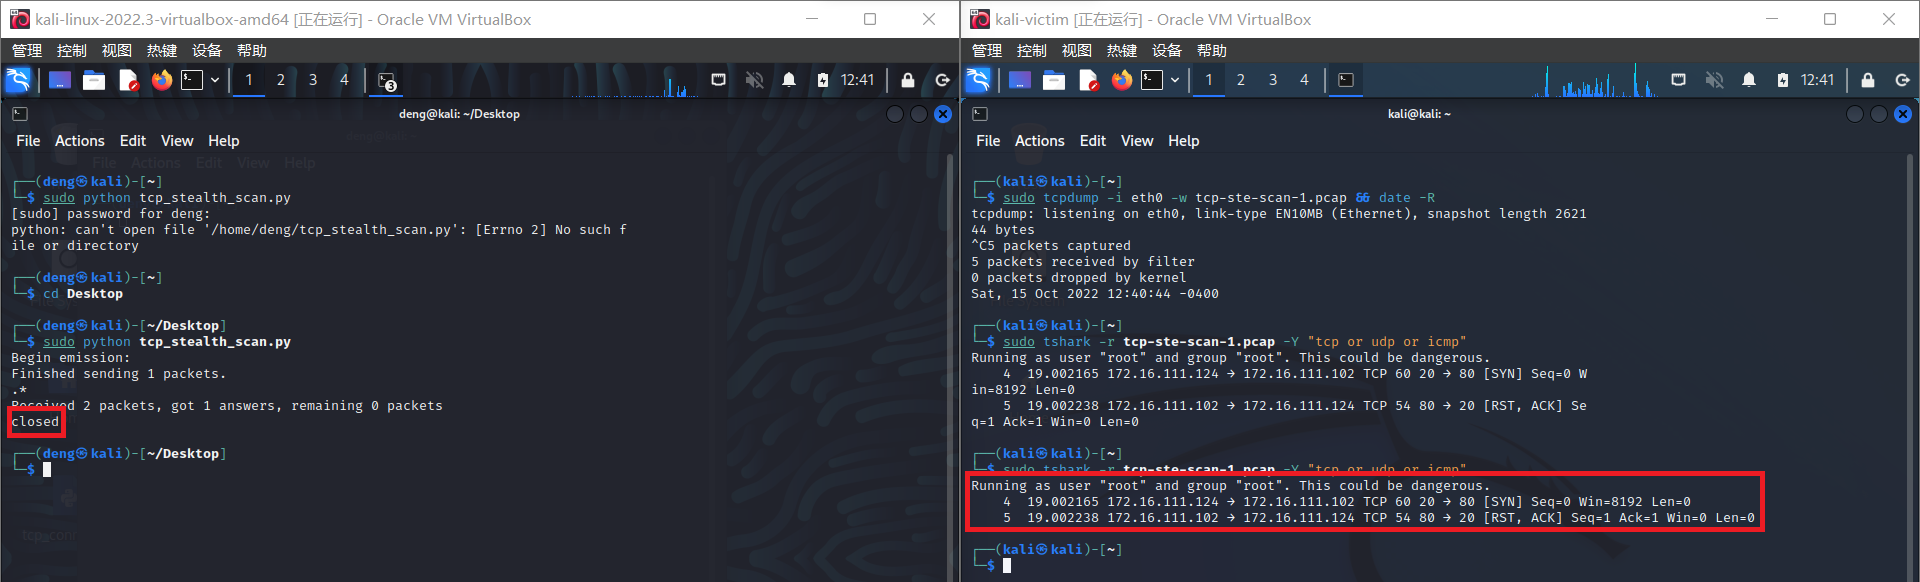 kali-linux-2022.3-virtualbox-amd64 [正在运行] - Oracle VM VirtualBox
管理 控制 视图 热键 设备 帮助
1 2 3 4 3 12:41
deng@kali: ~/Desktop
File Actions Edit View Help
┌──(deng㉿kali)-[~]
└─$ sudo python tcp_stealth_scan.py
[sudo] password for deng:
python: can't open file '/home/deng/tcp_stealth_scan.py': [Errno 2] No such f
ile or directory
┌──(deng㉿kali)-[~]
└─$ cd Desktop
┌──(deng㉿kali)-[~/Desktop]
└─$ sudo python tcp_stealth_scan.py
Begin emission:
Finished sending 1 packets.
.*
Received 2 packets, got 1 answers, remaining 0 packets
closed
┌──(deng㉿kali)-[~/Desktop]
└─$
kali-victim [正在运行] - Oracle VM VirtualBox
管理 控制 视图 热键 设备 帮助
1 2 3 4 12:41
kali@kali: ~
File Actions Edit View Help
┌──(kali㉿kali)-[~]
└─$ sudo tcpdump -i eth0 -w tcp-ste-scan-1.pcap && date -R
tcpdump: listening on eth0, link-type EN10MB (Ethernet), snapshot length 2621
44 bytes
^C5 packets captured
5 packets received by filter
0 packets dropped by kernel
Sat, 15 Oct 2022 12:40:44 -0400
┌──(kali㉿kali)-[~]
└─$ sudo tshark -r tcp-ste-scan-1.pcap -Y "tcp or udp or icmp"
Running as user "root" and group "root". This could be dangerous.
4 19.002165 172.16.111.124 → 172.16.111.102 TCP 60 20 → 80 [SYN] Seq=0 W
in=8192 Len=0
5 19.002238 172.16.111.102 → 172.16.111.124 TCP 54 80 → 20 [RST, ACK] Se
q=1 Ack=1 Win=0 Len=0
┌──(kali㉿kali)-[~]
└─$ sudo tshark -r tcp-ste-scan-1.pcap -Y "tcp or udp or icmp"
Running as user "root" and group "root". This could be dangerous.
4 19.002165 172.16.111.124 → 172.16.111.102 TCP 60 20 → 80 [SYN] Seq=0 Win=8192 Len=0
5 19.002238 172.16.111.102 → 172.16.111.124 TCP 54 80 → 20 [RST, ACK] Seq=1 Ack=1 Win=0 Len=0
┌──(kali㉿kali)-[~]
└─$